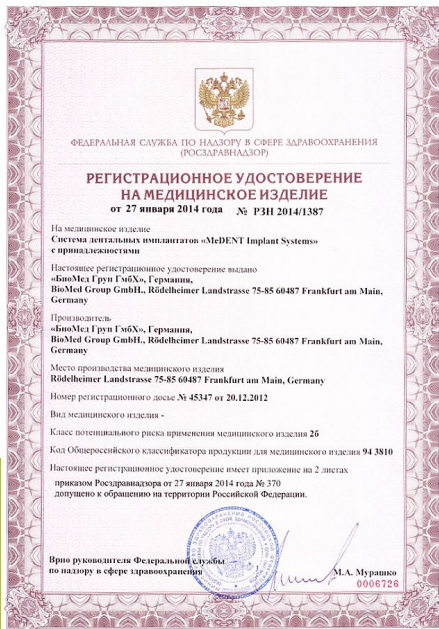 ФЕДЕРАЛЬНАЯ СЛУЖБА ПО НАДЗОРУ В СФЕРЕ ЗДРАВООХРАНЕНИЯ
(РОСЗДРАВНАДЗОР)
РЕГИСТРАЦИОННОЕ УДОСТОВЕРЕНИЕ
НА МЕДИЦИНСКОЕ ИЗДЕЛИЕ
от 27 января 2014 года № РЗН 2014/1387
На медицинское изделие
Система дентальных имплантатов «MeDENT Implant Systems»
с принадлежностями
Настоящее регистрационное удостоверение выдано
«БиоМед Груп ГмбХ», Германия,
BioMed Group GmbH., Rödelheimer Landstrasse 75-85 60487 Frankfurt am Main,
Germany
Производитель
«БиоМед Груп ГмбХ», Германия,
BioMed Group GmbH., Rödelheimer Landstrasse 75-85 60487 Frankfurt am Main,
Germany
Место производства медицинского изделия
Rödelheimer Landstrasse 75-85 60487 Frankfurt am Main, Germany
Номер регистрационного досье № 45347 от 20.12.2012
Вид медицинского изделия -
Класс потенциального риска применения медицинского изделия 2б
Код Общероссийского классификатора продукции для медицинского изделия 94 3810
Настоящее регистрационное удостоверение имеет приложение на 2 листах
приказом Росздравнадзора от 27 января 2014 года № 370
допущено к обращению на территории Российской Федерации.
Врио руководителя Федеральной службы
по надзору в сфере здравоохранения М.А. Мурашко
0006726